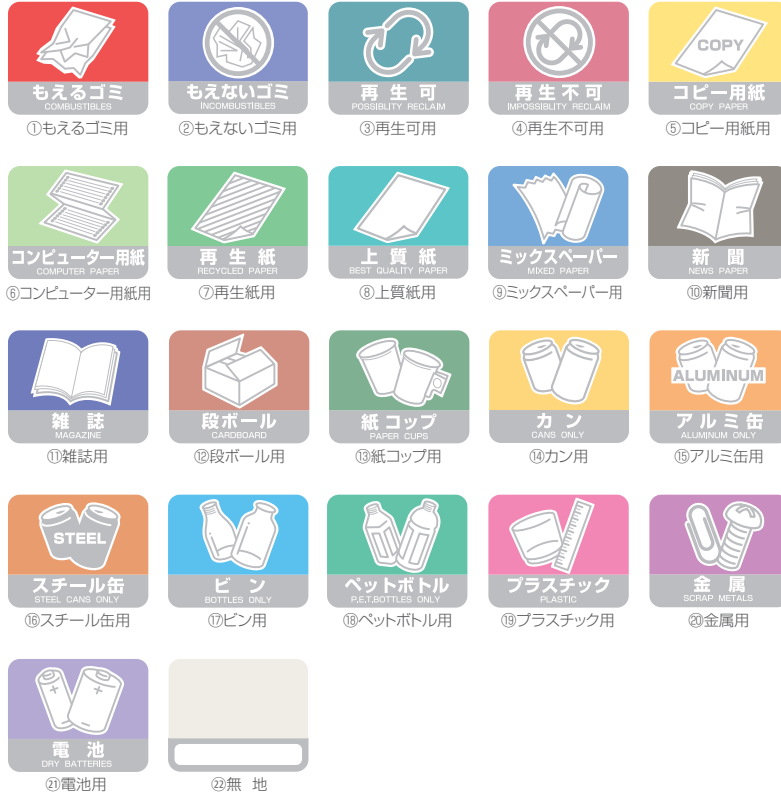 もえるゴミ
COMBUSTIBLES
①もえるゴミ用
もえないゴミ
INCOMBUSTIBLES
②もえないゴミ用
再生可
POSSIBLITY RECLAIM
③再生可用
再生不可
IMPOSSIBLITY RECLAIM
④再生不可用
COPY
コピー用紙
COPY PAPER
⑤コピー用紙用
コンピューター用紙
COMPUTER PAPER
⑥コンピューター用紙用
再生紙
RECYCLED PAPER
⑦再生紙用
上質紙
BEST QUALITY PAPER
⑧上質紙用
ミックスペーパー
MIXED PAPER
⑨ミックスペーパー用
新聞
NEWS PAPER
⑩新聞用
雑誌
MAGAZINE
⑪雑誌用
段ボール
CARDBOARD
⑫段ボール用
紙コップ
PAPER CUPS
⑬紙コップ用
カン
CANS ONLY
⑭カン用
ALUMINUM
アルミ缶
ALUMINUM ONLY
⑮アルミ缶用
STEEL
スチール缶
STEEL CANS ONLY
⑯スチール缶用
ビン
BOTTLES ONLY
⑰ビン用
ペットボトル
P.E.T.BOTTLES ONLY
⑱ペットボトル用
プラスチック
PLASTIC
⑲プラスチック用
金属
SCRAP METALS
⑳金属用
電池
DRY BATTERIES
㉑電池用
㉒無 地